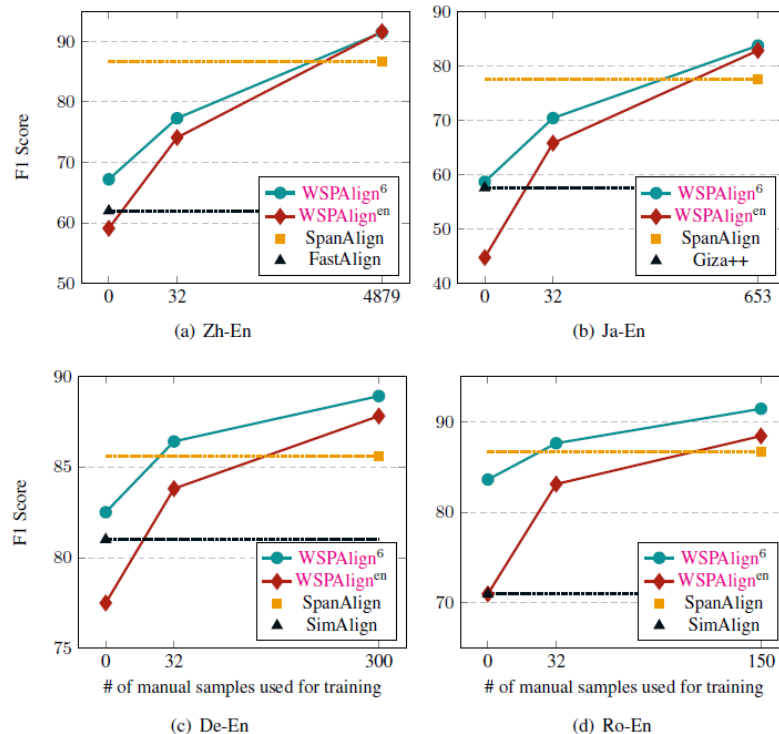 90
80
70
60
50
F1 Score
WSPAlign⁶
WSPAlignᵉⁿ
SpanAlign
FastAlign
0 32 4879
(a) Zh-En
90
80
70
60
50
40
WSPAlign⁶
WSPAlignᵉⁿ
SpanAlign
Giza++
0 32 653
(b) Ja-En
90
85
80
75
F1 Score
WSPAlign⁶
WSPAlignᵉⁿ
SpanAlign
SimAlign
0 32 300
# of manual samples used for training
(c) De-En
90
80
70
WSPAlign⁶
WSPAlignᵉⁿ
SpanAlign
SimAlign
0 32 150
# of manual samples used for training
(d) Ro-En